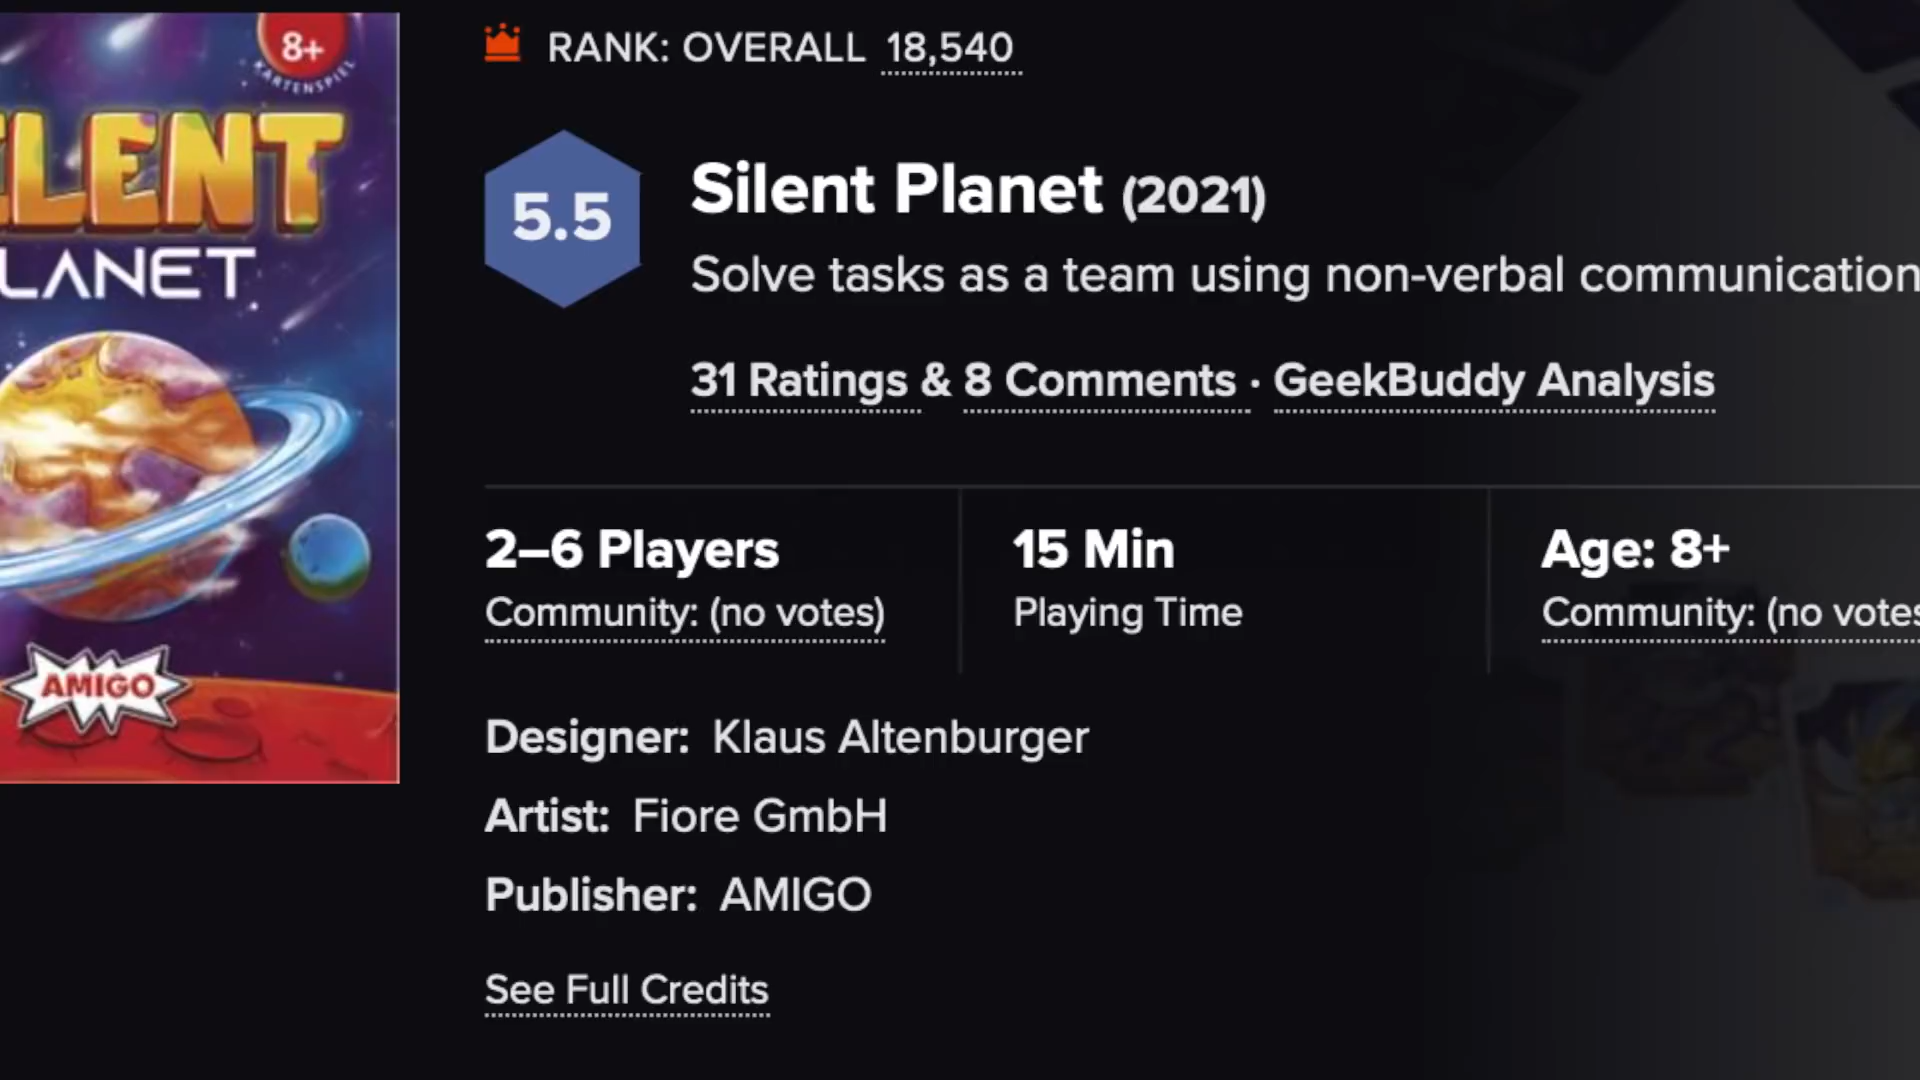 8+
KARTENSPIEL
LENT
LANET
AMIGO
RANK: OVERALL 18,540
5.5
Silent Planet (2021)
Solve tasks as a team using non-verbal communication
31 Ratings & 8 Comments · GeekBuddy Analysis
2–6 Players
Community: (no votes)
15 Min
Playing Time
Age: 8+
Community: (no votes
Designer: Klaus Altenburger
Artist: Fiore GmbH
Publisher: AMIGO
See Full Credits